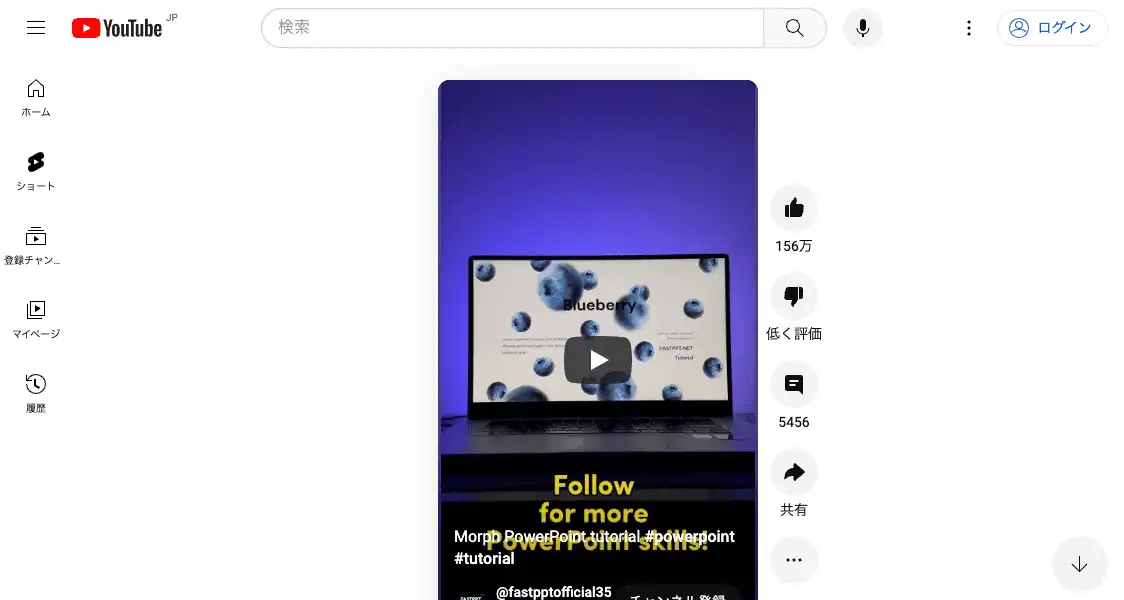 YouTube JP
検索
ログイン
ホーム
ショート
登録チャン...
マイページ
履歴
Blueberry
FASTPPT.NET
Tutorial
156万
低く評価
5456
共有
Follow
for more
PowerPoint skills!
Morph PowerPoint tutorial #powerpoint
#tutorial
@fastpptofficial35
チャンネル登録